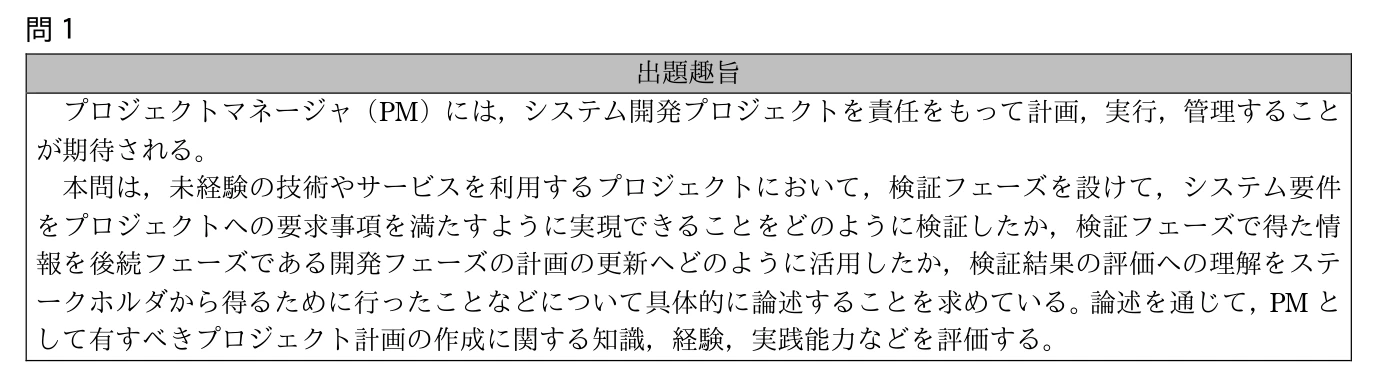 問 1
出題趣旨
プロジェクトマネージャ（PM）には，システム開発プロジェクトを責任をもって計画，実行，管理すること
が期待される。
本問は，未経験の技術やサービスを利用するプロジェクトにおいて，検証フェーズを設けて，システム要件
をプロジェクトへの要求事項を満たすように実現できることをどのように検証したか，検証フェーズで得た情
報を後続フェーズである開発フェーズの計画の更新へどのように活用したか，検証結果の評価への理解をステ
ークホルダから得るために行ったことなどについて具体的に論述することを求めている。論述を通じて，PM と
して有すべきプロジェクト計画の作成に関する知識，経験，実践能力などを評価する。